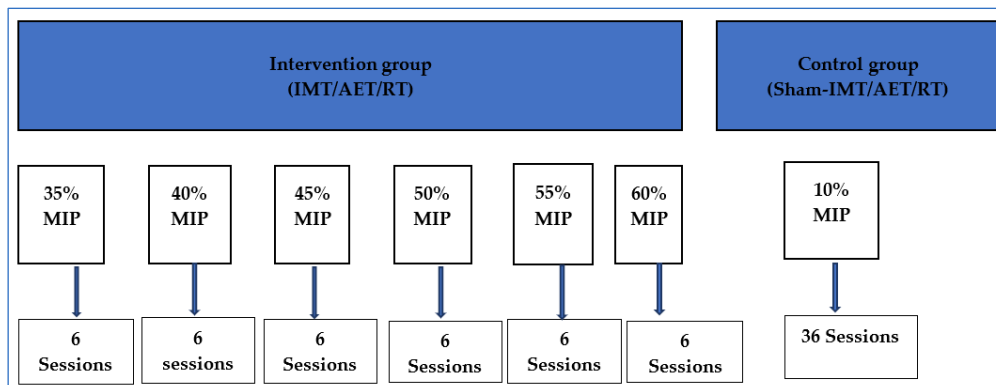 Intervention group
(IMT/AET/RT)
Control group
(Sham-IMT/AET/RT)
35%
MIP
40%
MIP
45%
MIP
50%
MIP
55%
MIP
60%
MIP
10%
MIP
6
Sessions
6
sessions
6
Sessions
6
Sessions
6
Sessions
6
Sessions
36 Sessions